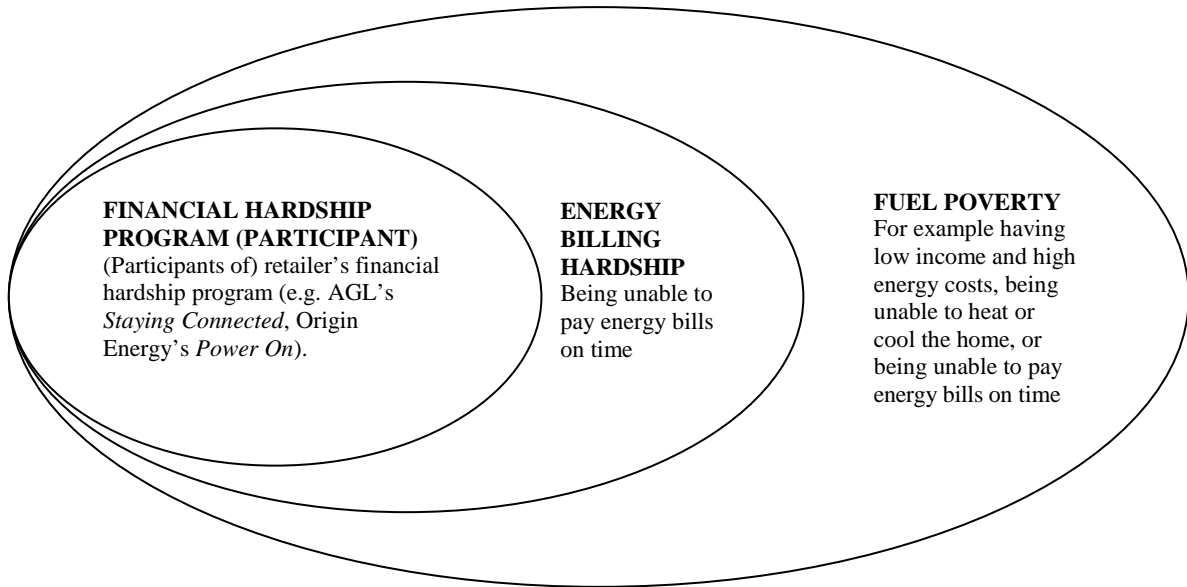 FINANCIAL HARDSHIP
PROGRAM (PARTICIPANT)
(Participants of) retailer's financial
hardship program (e.g. AGL's
Staying Connected, Origin
Energy's Power On).
ENERGY
BILLING
HARDSHIP
Being unable to
pay energy bills
on time
FUEL POVERTY
For example having
low income and high
energy costs, being
unable to heat or
cool the home, or
being unable to pay
energy bills on time